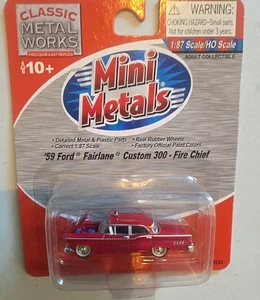 CLASSIC
METAL
WORKS
AGE 10+
WARNING:
CHOKING HAZARD-Small parts.
Not for children under 3 years.
1:87 Scale/HO Scale
ADULT COLLECTIBLE
Mini
Metals
• Detailed Metal & Plastic Parts • Real Rubber Wheels
• Correct 1:87 Scale • Factory Official Paint Colors
'59 Ford® Fairlane® Custom 300 - Fire Chief